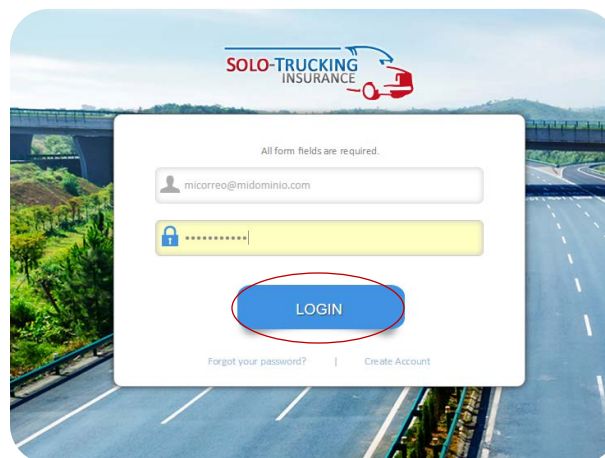 SOLO-TRUCKING
INSURANCE
All form fields are required.
micorreo@midominio.com
LOGIN
Forgot your password? | Create Account